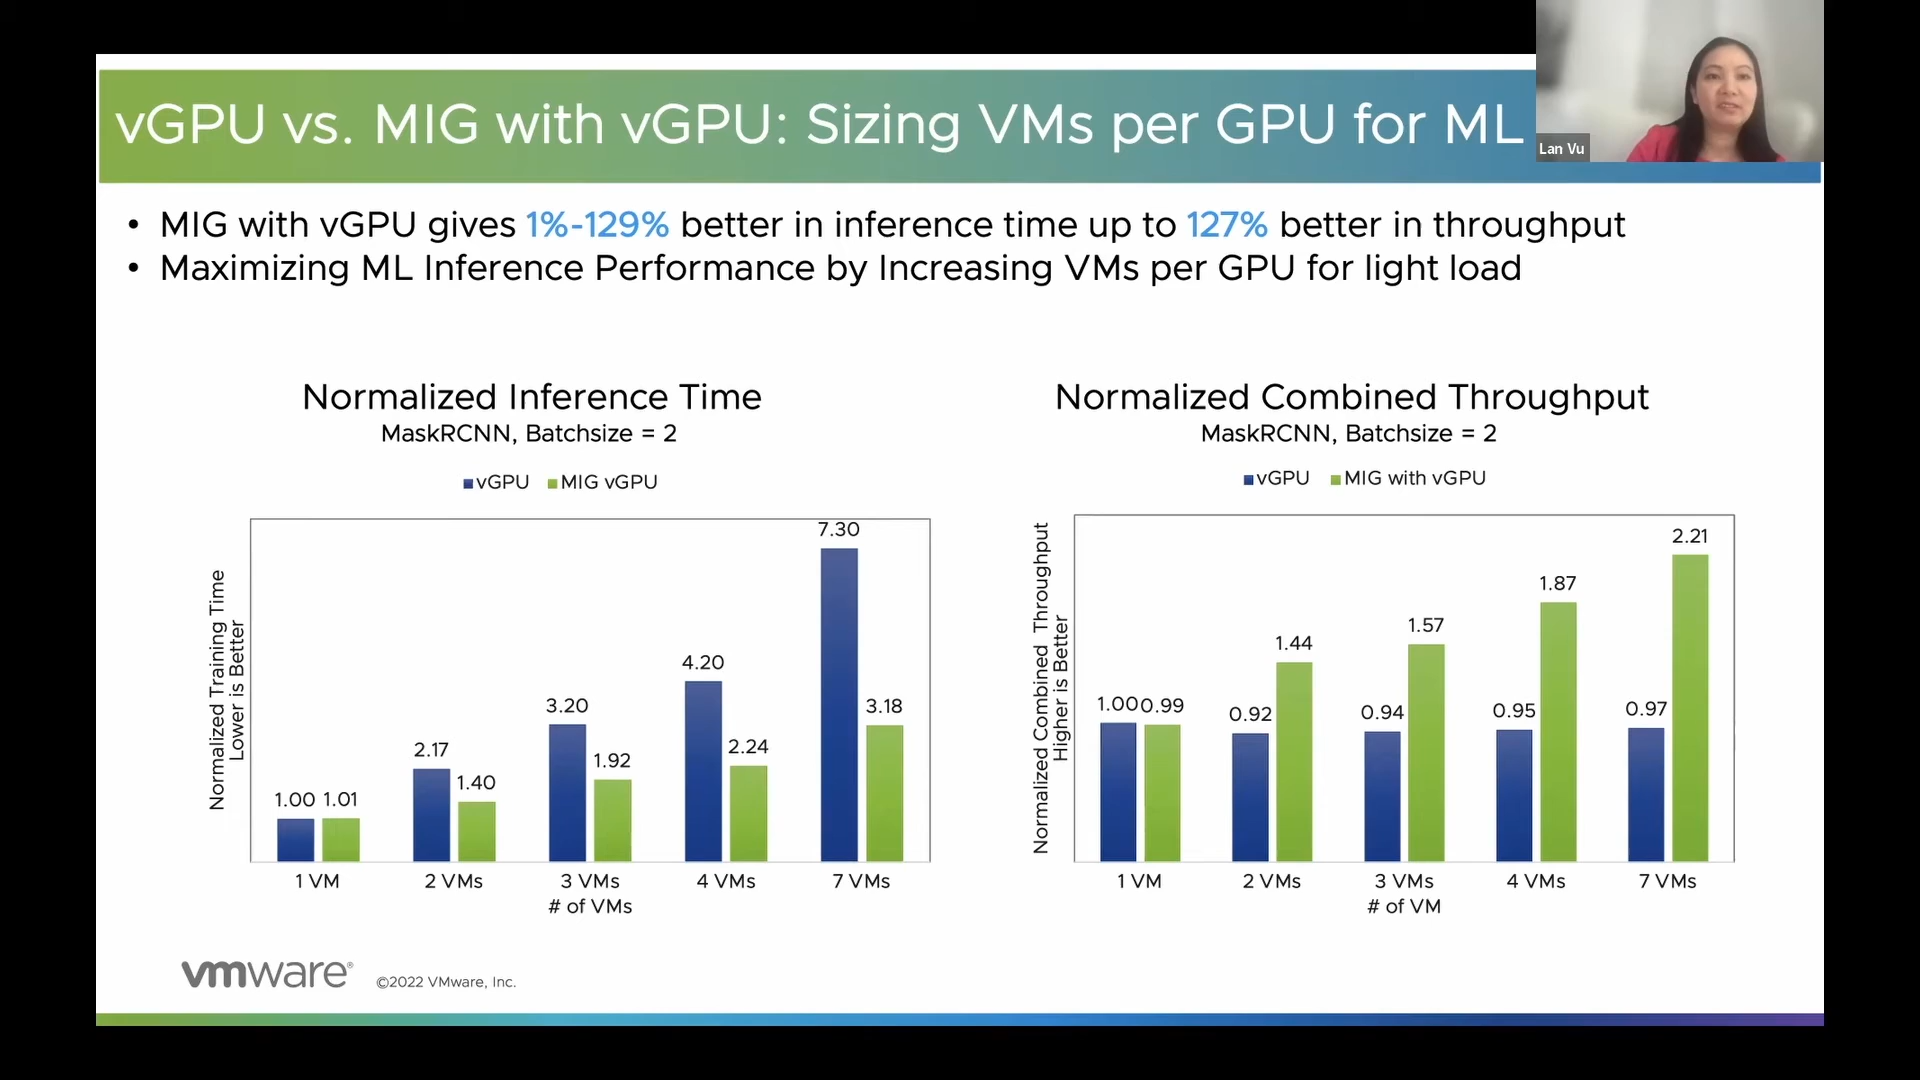 vGPU vs. MIG with vGPU: Sizing VMs per GPU for ML
Lan Vu
• MIG with vGPU gives 1%-129% better in inference time up to 127% better in throughput
• Maximizing ML Inference Performance by Increasing VMs per GPU for light load
Normalized Inference Time
MaskRCNN, Batchsize = 2
vGPU MIG vGPU
Normalized Training Time
Lower is Better
1.00 1.01
2.17 1.40
3.20 1.92
4.20 2.24
7.30 3.18
1 VM 2 VMs 3 VMs 4 VMs 7 VMs
# of VMs
Normalized Combined Throughput
MaskRCNN, Batchsize = 2
vGPU MIG with vGPU
Normalized Combined Throughput
Higher is Better
1.00 0.99
0.92 1.44
0.94 1.57
0.95 1.87
0.97 2.21
1 VM 2 VMs 3 VMs 4 VMs 7 VMs
# of VM
vmware®
©2022 VMware, Inc.